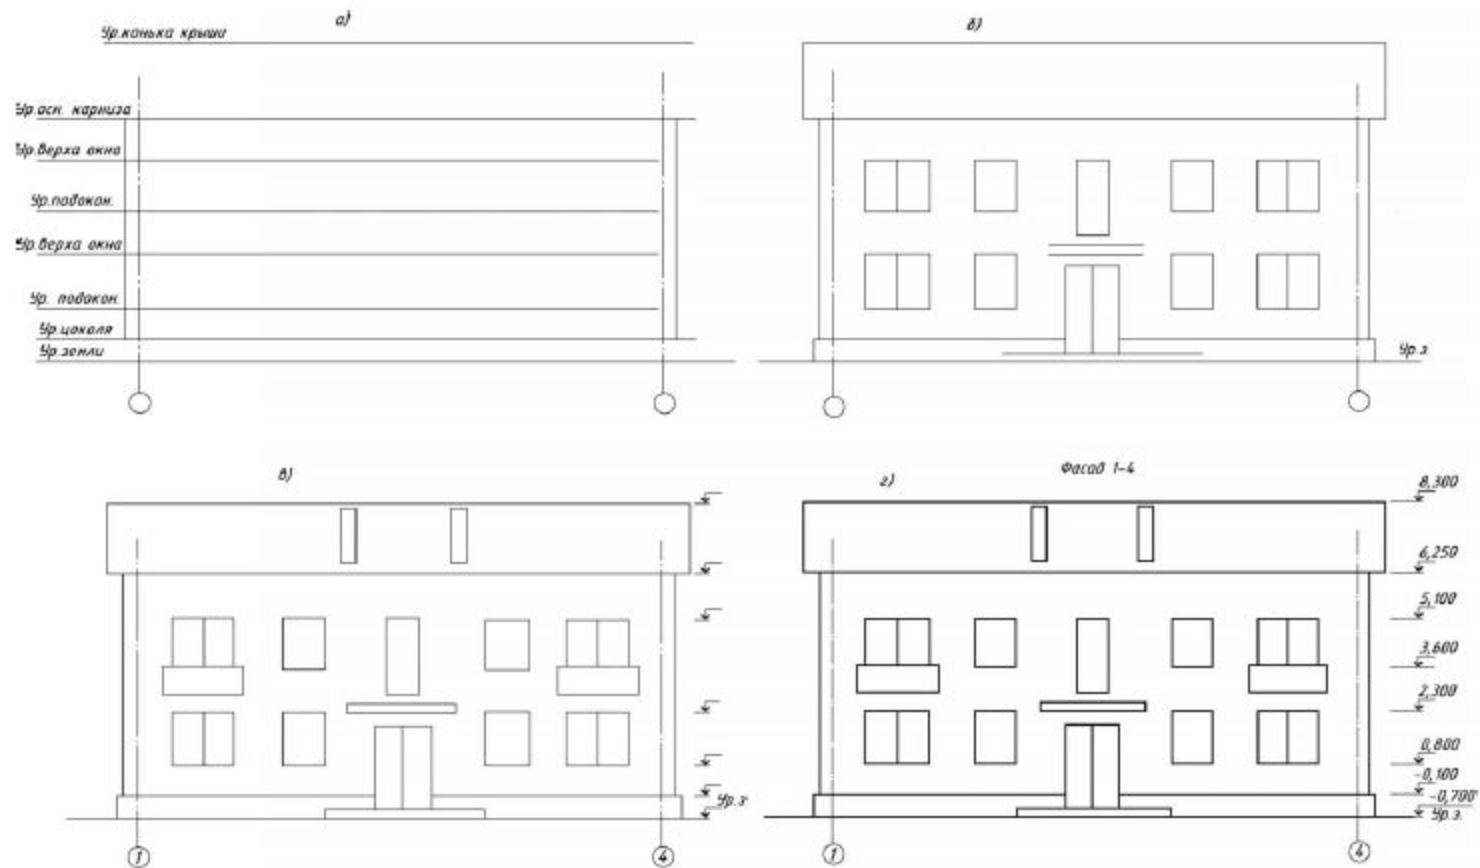 а)
Ур.конька крыши
Ур.осн. карниза
Ур.верха окна
Ур.подокон.
Ур.верха окна
Ур. подокон.
Ур.цоколя
Ур.земли
б)
Ур.з
в)
Ур.з
1
4
г)
Фасад 1-4
8,300
6,250
5,100
3,600
2,300
0,800
-0,100
-0,700
Ур.з.
1
4